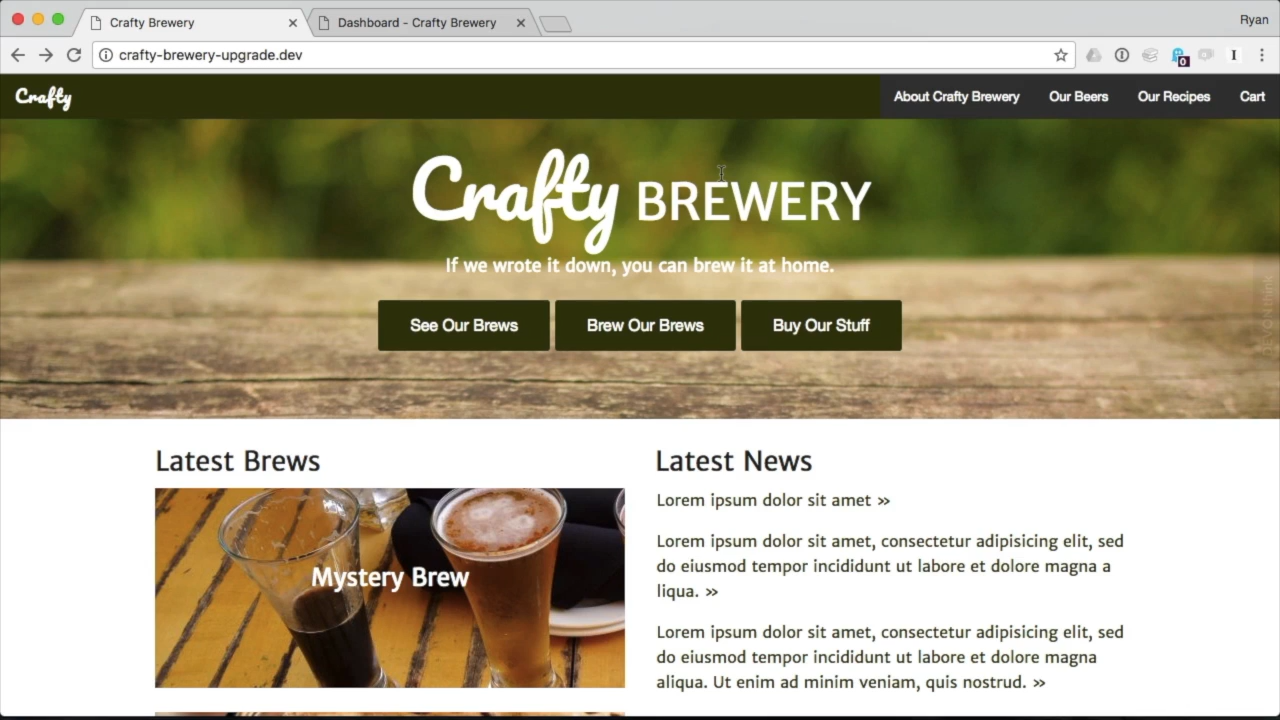 Crafty Brewery
Dashboard - Crafty Brewery
Ryan
crafty-brewery-upgrade.dev
0
I
Crafty
About Crafty Brewery
Our Beers
Our Recipes
Cart
Crafty BREWERY
If we wrote it down, you can brew it at home.
See Our Brews
Brew Our Brews
Buy Our Stuff
Latest Brews
Mystery Brew
Latest News
Lorem ipsum dolor sit amet »
Lorem ipsum dolor sit amet, consectetur adipisicing elit, sed
do eiusmod tempor incididunt ut labore et dolore magna a
liqua. »
Lorem ipsum dolor sit amet, consectetur adipisicing elit, sed
do eiusmod tempor incididunt ut labore et dolore magna
aliqua. Ut enim ad minim veniam, quis nostrud. »